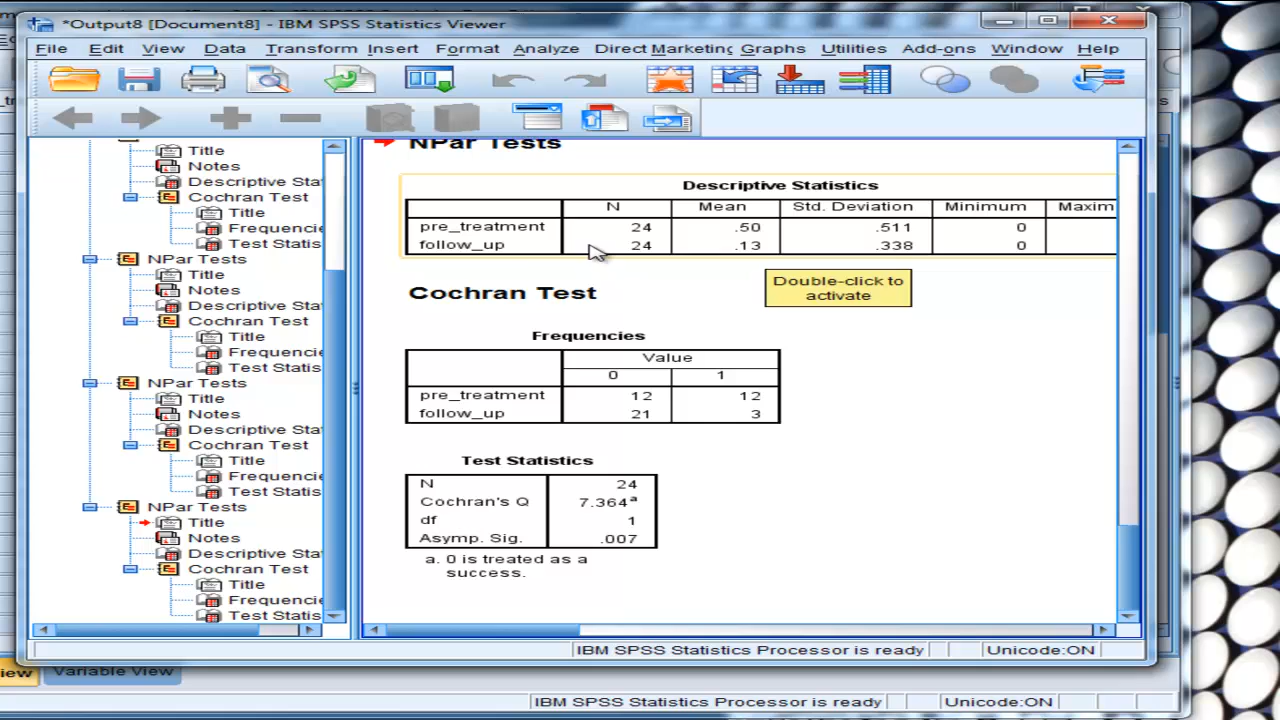 *Output8 [Document8] - IBM SPSS Statistics Viewer
File Edit View Data Transform Insert Format Analyze Direct Marketing Graphs Utilities Add-ons Window Help
Title
Notes
Descriptive Sta
Cochran Test
Title
Frequencie
Test Statis
NPar Tests
Title
Notes
Descriptive Sta
Cochran Test
Title
Frequencie
Test Statis
NPar Tests
Title
Notes
Descriptive Sta
Cochran Test
Title
Frequencie
Test Statis
NPar Tests
Title
Notes
Descriptive Sta
Cochran Test
Title
Frequencie
Test Statis
NPar Tests
Descriptive Statistics
N Mean Std. Deviation Minimum Maxim
pre_treatment 24 .50 .511 0
follow_up 24 .13 .338 0
Double-click to
activate
Cochran Test
Frequencies
Value
0 1
pre_treatment 12 12
follow_up 21 3
Test Statistics
N 24
Cochran's Q 7.364ª
df 1
Asymp. Sig. .007
a. 0 is treated as a
success.
IBM SPSS Statistics Processor is ready Unicode:ON
iew Variable View
IBM SPSS Statistics Processor is ready Unicode:ON